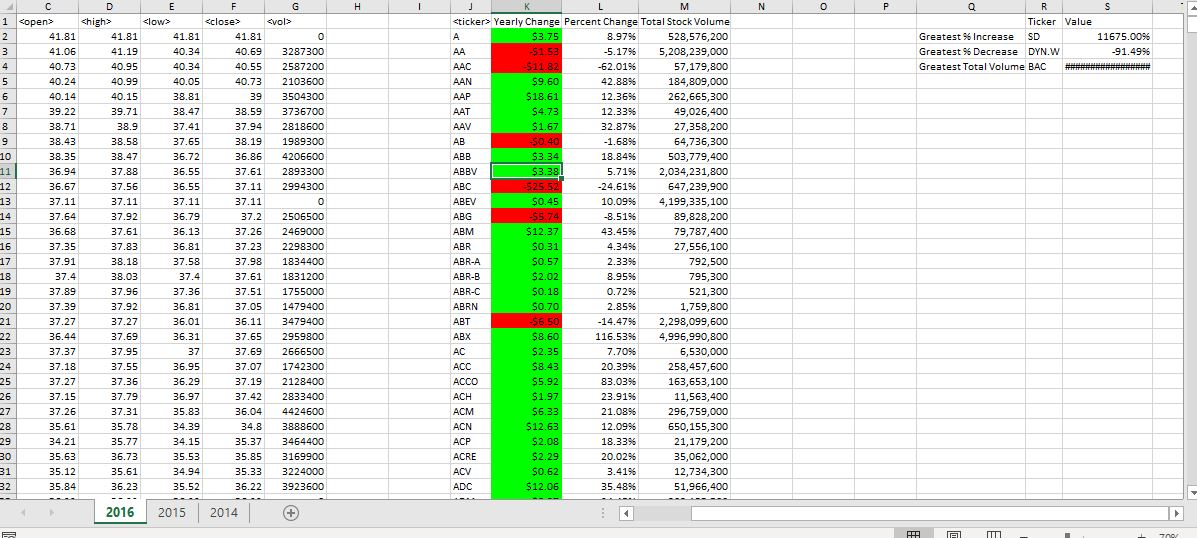 C D E F G H I J K L M N O P Q R S
1 <open> <high> <low> <close> <vol> <ticker> Yearly Change Percent Change Total Stock Volume Ticker Value
2 41.81 41.81 41.81 41.81 0 A $3.75 8.97% 528,576,200 Greatest % Increase SD 11675.00%
3 41.06 41.19 40.34 40.69 3287300 AA -$1.53 -5.17% 5,208,239,000 Greatest % Decrease DYN.W -91.49%
4 40.73 40.95 40.34 40.55 2587200 AAC -$11.82 -62.01% 57,179,800 Greatest Total Volume BAC #################
5 40.24 40.99 40.05 40.73 2103600 AAN $9.60 42.88% 184,809,000
6 40.14 40.15 38.81 39 3504300 AAP $18.61 12.36% 262,665,300
7 39.22 39.71 38.47 38.59 3736700 AAT $4.73 12.33% 49,026,400
8 38.71 38.9 37.41 37.94 2818600 AAV $1.67 32.87% 27,358,200
9 38.43 38.58 37.65 38.19 1989300 AB -$0.40 -1.68% 64,736,300
10 38.35 38.47 36.72 36.86 4206600 ABB $3.34 18.84% 503,779,400
11 36.94 37.88 36.55 37.61 2893300 ABBV $3.38 5.71% 2,034,231,800
12 36.67 37.56 36.55 37.11 2994300 ABC -$25.52 -24.61% 647,239,900
13 37.11 37.11 37.11 37.11 0 ABEV $0.45 10.09% 4,199,335,100
14 37.64 37.92 36.79 37.2 2506500 ABG -$5.74 -8.51% 89,828,200
15 36.68 37.61 36.13 37.26 2469000 ABM $12.37 43.45% 79,787,400
16 37.35 37.83 36.81 37.23 2298300 ABR $0.31 4.34% 27,556,100
17 37.91 38.18 37.58 37.98 1834400 ABR-A $0.57 2.33% 792,500
18 37.4 38.03 37.4 37.61 1831200 ABR-B $2.02 8.95% 795,300
19 37.89 37.96 37.36 37.51 1755000 ABR-C $0.18 0.72% 521,300
20 37.39 37.92 36.81 37.05 1479400 ABRN $0.70 2.85% 1,759,800
21 37.27 37.27 36.01 36.11 3479400 ABT -$6.50 -14.47% 2,298,099,600
22 36.44 37.69 36.31 37.65 2959800 ABX $8.60 116.53% 4,996,990,800
23 37.37 37.95 37 37.69 2666500 AC $2.35 7.70% 6,530,000
24 37.18 37.55 36.95 37.07 1742300 ACC $8.43 20.39% 258,457,600
25 37.27 37.36 36.29 37.19 2128400 ACCO $5.92 83.03% 163,653,100
26 37.15 37.79 36.97 37.42 2833400 ACH $1.97 23.91% 11,563,400
27 37.26 37.31 35.83 36.04 4424600 ACM $6.33 21.08% 296,759,000
28 35.61 35.78 34.39 34.8 3888600 ACN $12.63 12.09% 650,155,300
29 34.21 35.77 34.15 35.37 3464400 ACP $2.08 18.33% 21,179,200
30 35.63 36.73 35.53 35.85 3169900 ACRE $2.29 20.02% 35,062,000
31 35.12 35.61 34.94 35.33 3224000 ACV $0.62 3.41% 12,734,300
32 35.84 36.23 35.52 36.22 3923600 ADC $12.06 35.48% 51,966,400
2016 2015 2014
70%